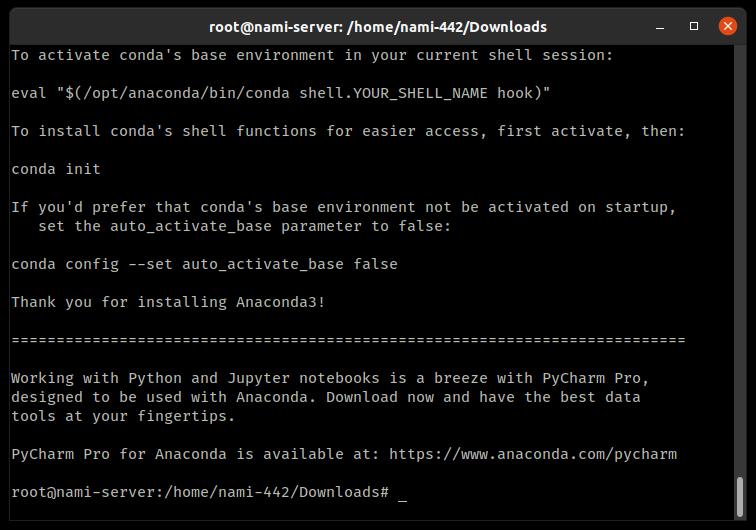 root@nami-server: /home/nami-442/Downloads
To activate conda's base environment in your current shell session:
eval "$(/opt/anaconda/bin/conda shell.YOUR_SHELL_NAME hook)"
To install conda's shell functions for easier access, first activate, then:
conda init
If you'd prefer that conda's base environment not be activated on startup,
   set the auto_activate_base parameter to false:
conda config --set auto_activate_base false
Thank you for installing Anaconda3!
===========================================================================
Working with Python and Jupyter notebooks is a breeze with PyCharm Pro,
designed to be used with Anaconda. Download now and have the best data
tools at your fingertips.
PyCharm Pro for Anaconda is available at: https://www.anaconda.com/pycharm
root@nami-server:/home/nami-442/Downloads# _